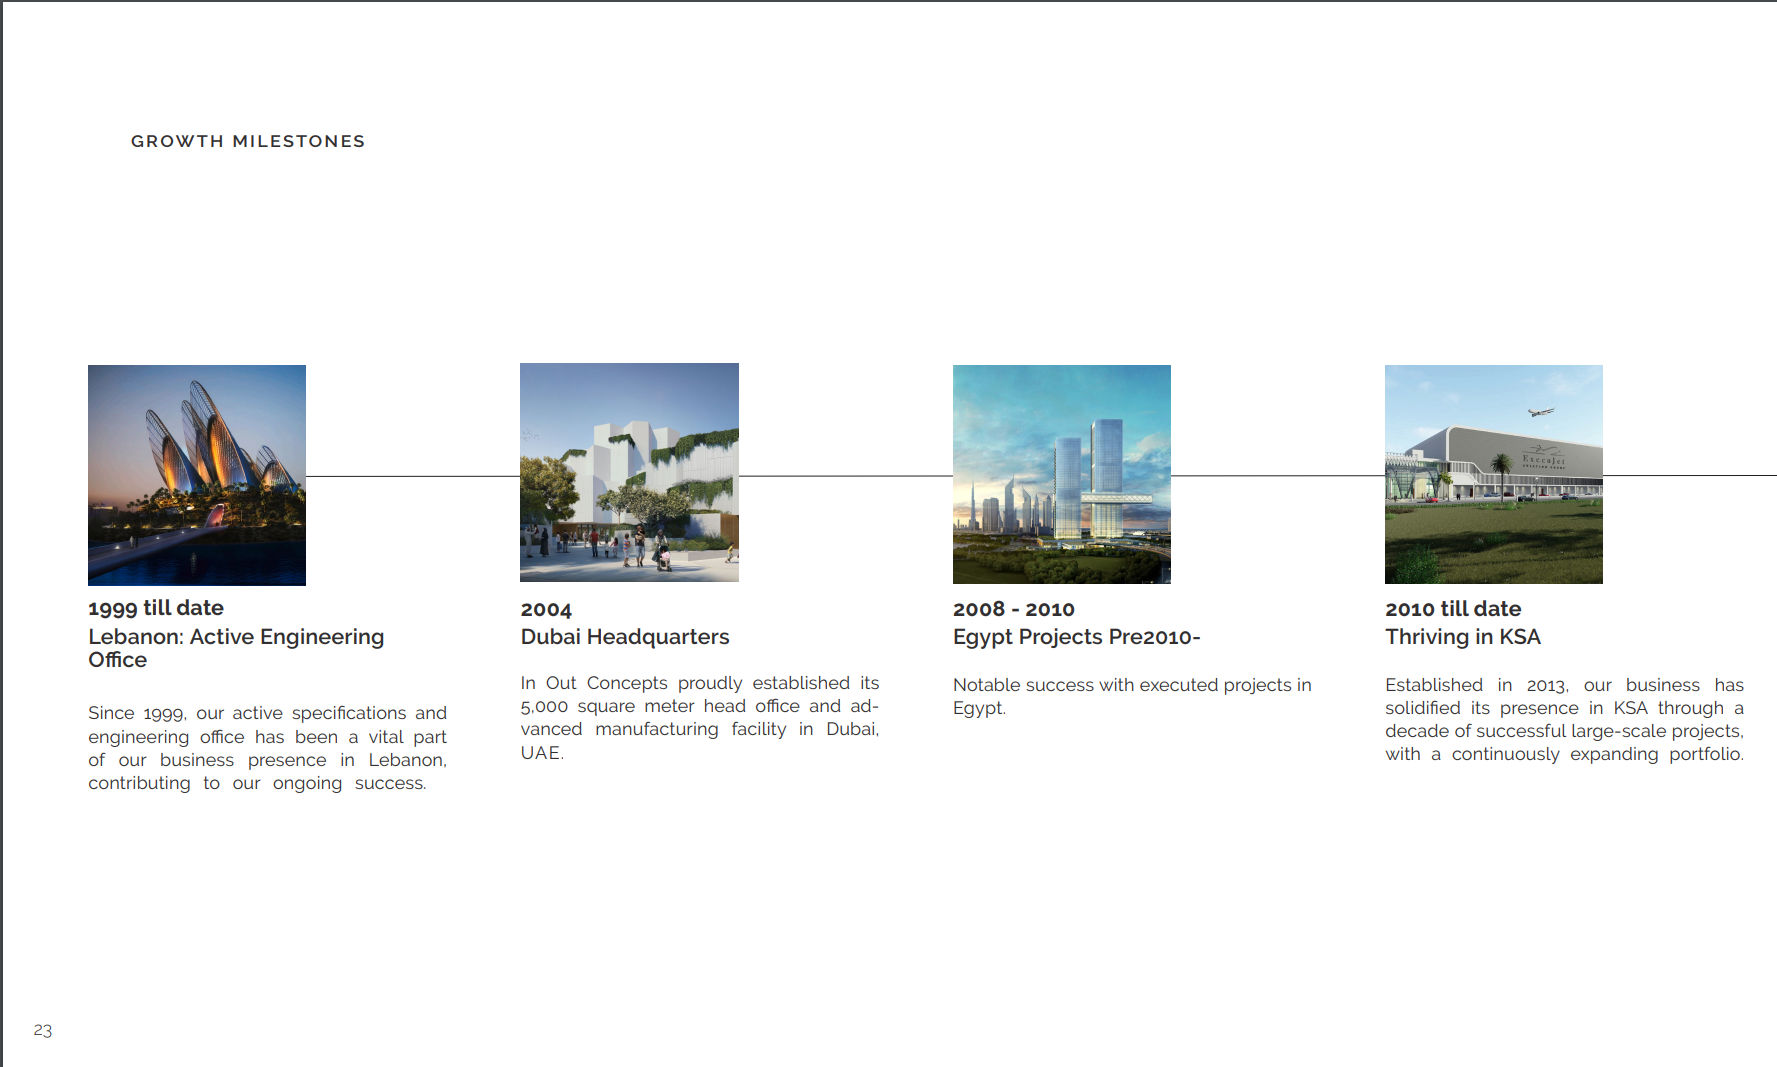 GROWTH MILESTONES
ExecuJet
1999 till date
Lebanon: Active Engineering
Office
Since 1999, our active specifications and
engineering office has been a vital part
of our business presence in Lebanon,
contributing to our ongoing success.
2004
Dubai Headquarters
In Out Concepts proudly established its
5,000 square meter head office and ad-
vanced manufacturing facility in Dubai,
UAE.
2008 - 2010
Egypt Projects Pre2010-
Notable success with executed projects in
Egypt.
2010 till date
Thriving in KSA
Established in 2013, our business has
solidified its presence in KSA through a
decade of successful large-scale projects,
with a continuously expanding portfolio.
23